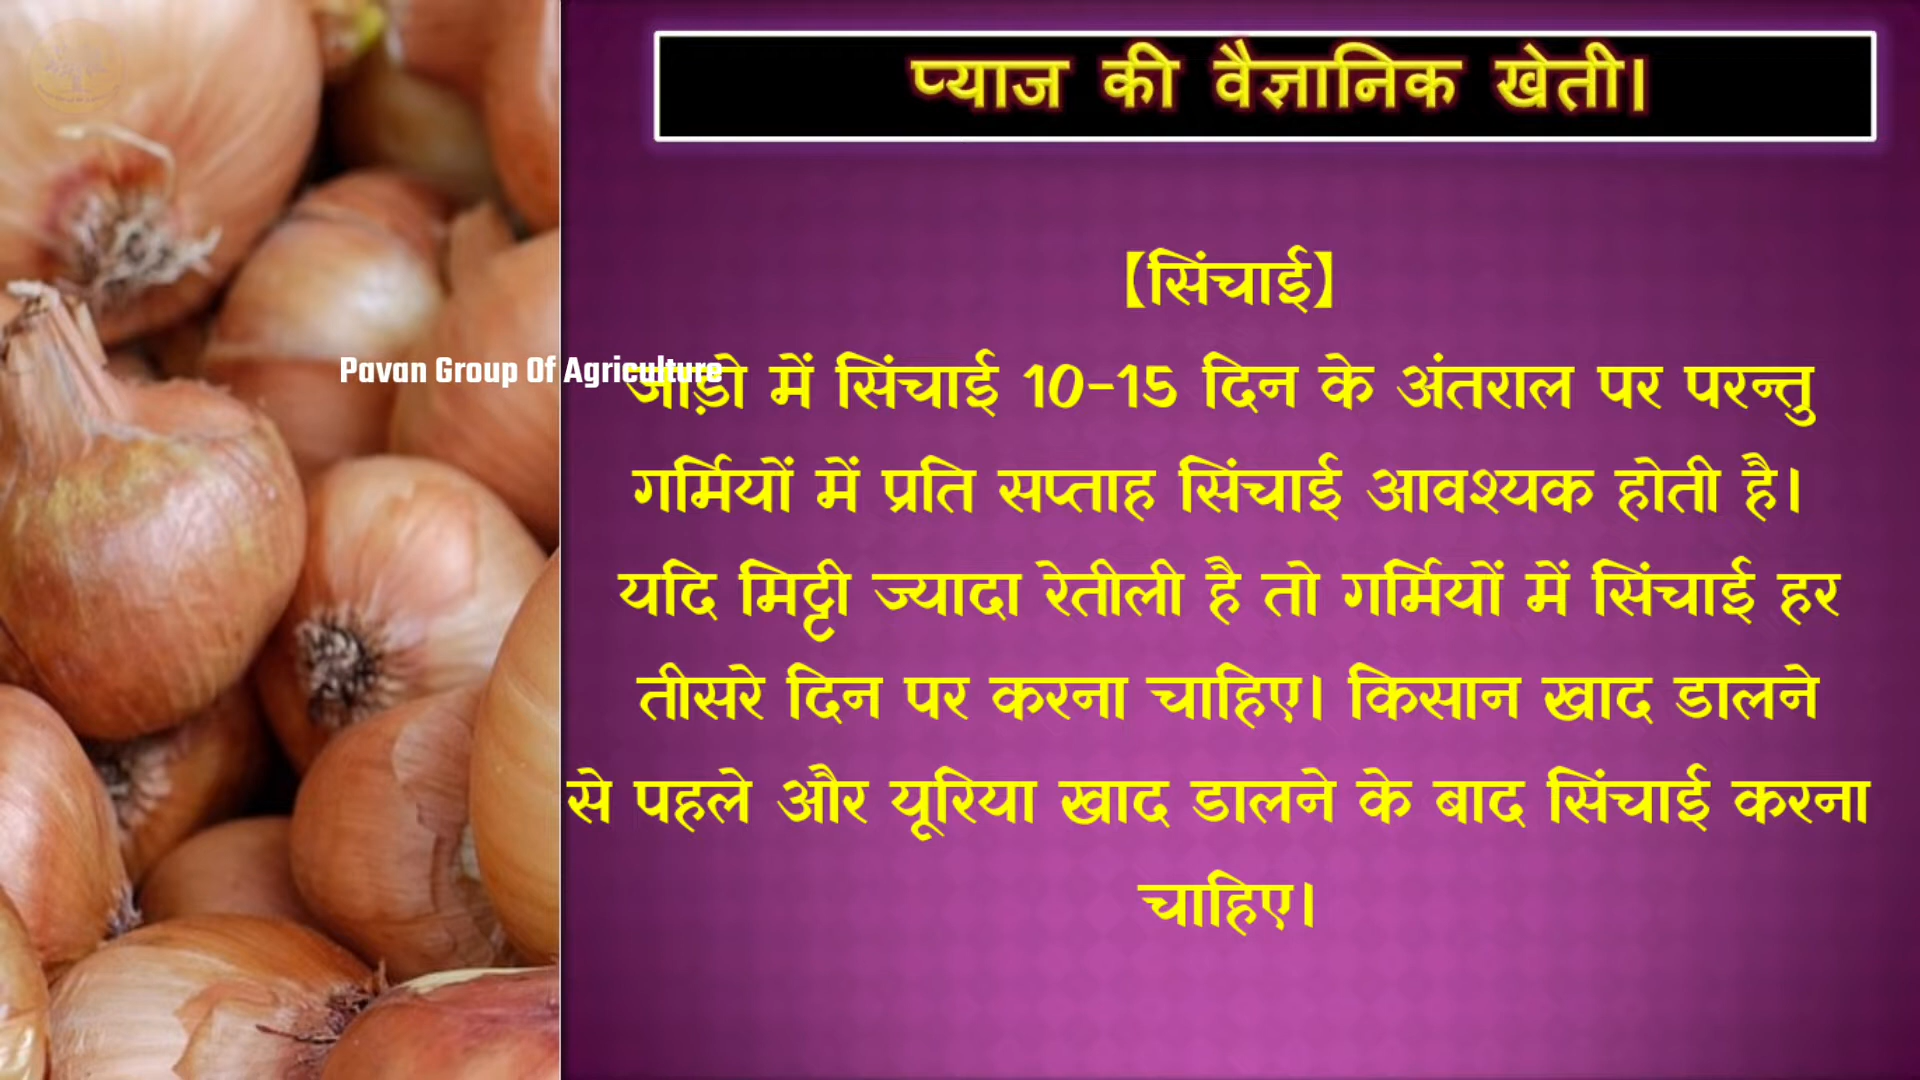 प्याज की वैज्ञानिक खेती।
【सिंचाई】
Pavan Group Of Agriculture
जाड़ो में सिंचाई 10-15 दिन के अंतराल पर परन्तु
गर्मियों में प्रति सप्ताह सिंचाई आवश्यक होती है।
यदि मिट्टी ज्यादा रेतीली है तो गर्मियों में सिंचाई हर
तीसरे दिन पर करना चाहिए। किसान खाद डालने
से पहले और यूरिया खाद डालने के बाद सिंचाई करना
चाहिए।